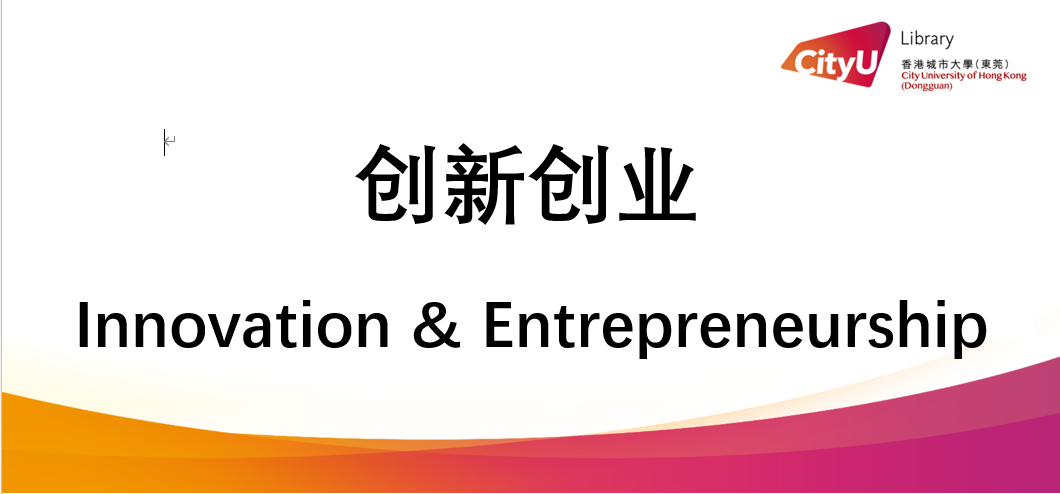 CityU
Library
香港城市大學(東莞)
City University of Hong Kong
(Dongguan)
创新创业
Innovation & Entrepreneurship